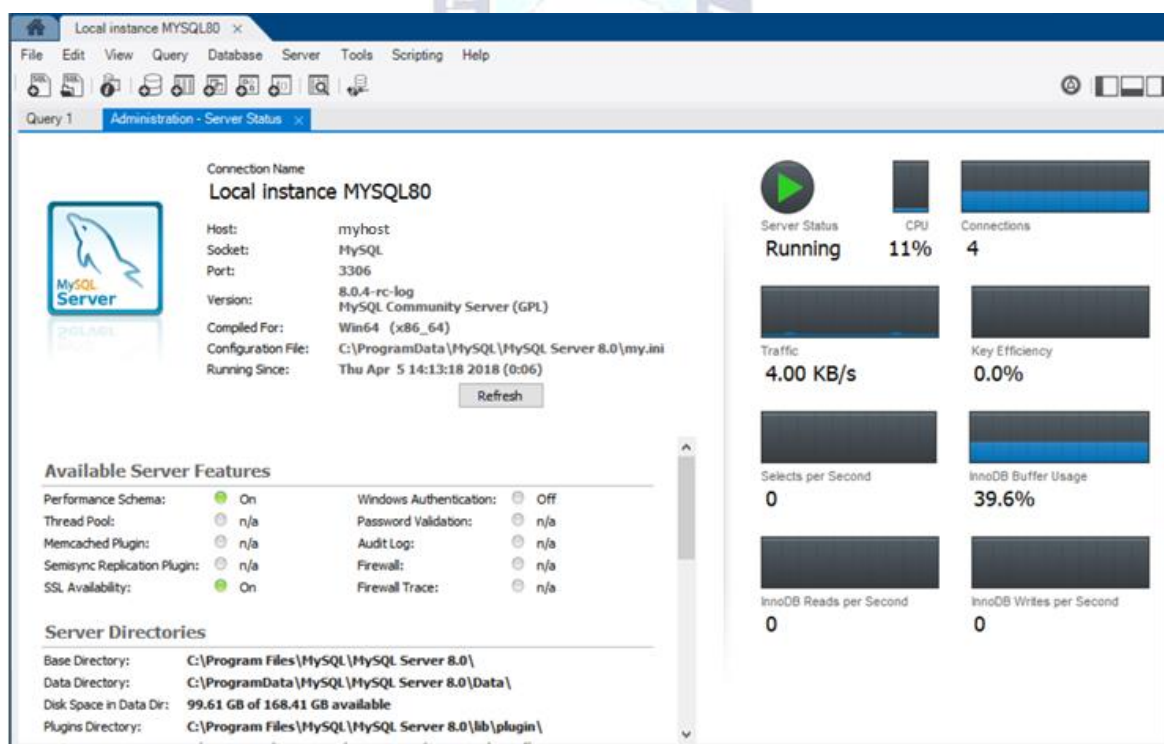 Local instance MYSQL80 ×
File Edit View Query Database Server Tools Scripting Help
Query 1 Administration - Server Status ×
Connection Name
Local instance MYSQL80
Host: myhost
Socket: MySQL
Port: 3306
Version: 8.0.4-rc-log
MySQL Community Server (GPL)
Compiled For: Win64 (x86_64)
Configuration File: C:\ProgramData\MySQL\MySQL Server 8.0\my.ini
Running Since: Thu Apr 5 14:13:18 2018 (0:06)
Refresh
MySQL
Server
Available Server Features
Performance Schema: On Windows Authentication: Off
Thread Pool: n/a Password Validation: n/a
Memcached Plugin: n/a Audit Log: n/a
Semisync Replication Plugin: n/a Firewall: n/a
SSL Availability: On Firewall Trace: n/a
Server Directories
Base Directory: C:\Program Files\MySQL\MySQL Server 8.0\
Data Directory: C:\ProgramData\MySQL\MySQL Server 8.0\Data\
Disk Space in Data Dir: 99.61 GB of 168.41 GB available
Plugins Directory: C:\Program Files\MySQL\MySQL Server 8.0\lib\plugin\
Server Status CPU Connections
Running 11% 4
Traffic Key Efficiency
4.00 KB/s 0.0%
Selects per Second InnoDB Buffer Usage
0 39.6%
InnoDB Reads per Second InnoDB Writes per Second
0 0